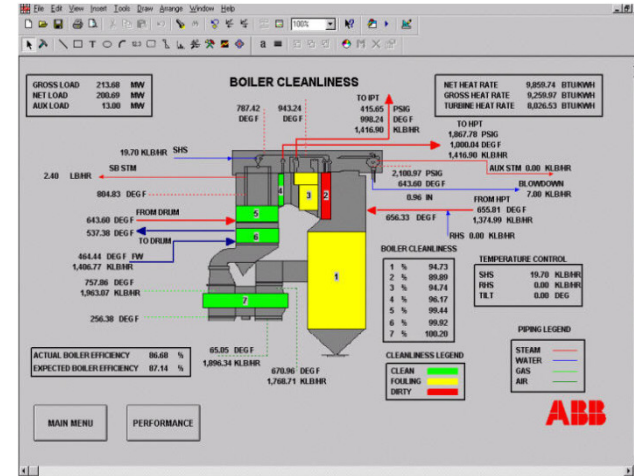 File Edit View Insert Tools Draw Arrange Window Help
100%
GROSS LOAD 213.68 MW
NET LOAD 200.69 MW
AUX LOAD 13.00 MW
BOILER CLEANLINESS
NET HEAT RATE 9,859.74 BTU/KWH
GROSS HEAT RATE 9,259.97 BTU/KWH
TURBINE HEAT RATE 8,026.53 BTU/KWH
787.42 DEG F
943.24 DEG F
TO IPT
415.65 PSIG
998.24 DEG F
1,416.90 KLB/HR
TO HPT
1,867.78 PSIG
1,000.04 DEG F
1,416.90 KLB/HR
19.70 KLB/HR SHS
SB STM
2.40 LB/HR
AUX STM 0.00 KLB/HR
2,100.97 PSIG
643.60 DEG F
0.96 IN
BLOWDOWN
7.00 KLB/HR
804.83 DEG F
FROM DRUM
643.60 DEG F
537.38 DEG F
TO DRUM
464.44 DEG F FW
1,406.77 KLB/HR
FROM HPT
655.81 DEG F
1,374.99 KLB/HR
656.33 DEG F
RHS 0.00 KLB/HR
4
3
2
5
6
1
7
757.86 DEG F
1,963.07 KLB/HR
256.38 DEG F
65.05 DEG F
1,896.34 KLB/HR
670.96 DEG F
1,768.71 KLB/HR
BOILER CLEANLINESS
1 % 94.73
2 % 89.89
3 % 94.74
4 % 96.17
5 % 99.44
6 % 99.92
7 % 100.20
TEMPERATURE CONTROL
SHS 19.70 KLB/HR
RHS 0.00 KLB/HR
TILT 0.00 DEG
ACTUAL BOILER EFFICIENCY 86.68 %
EXPECTED BOILER EFFICIENCY 87.14 %
CLEANLINESS LEGEND
CLEAN
FOULING
DIRTY
PIPING LEGEND
STEAM
WATER
GAS
AIR
MAIN MENU
PERFORMANCE
ABB